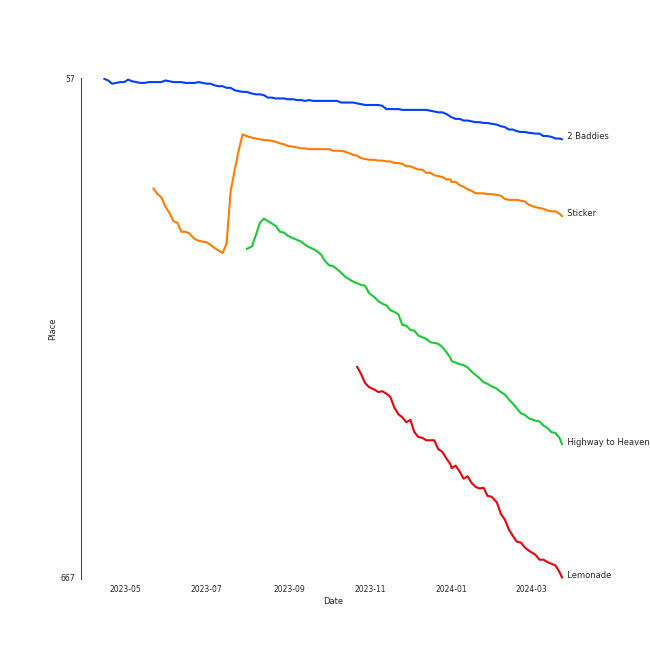 57
2 Baddies
Sticker
Place
Highway to Heaven
Lemonade
667
2023-05 2023-07 2023-09 2023-11 2024-01 2024-03
Date